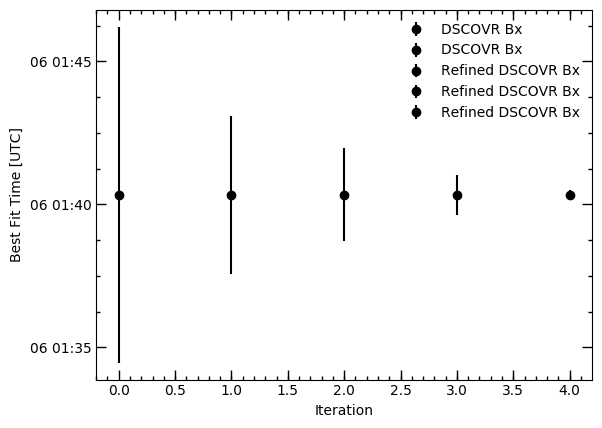 DSCOVR Bx
DSCOVR Bx
Refined DSCOVR Bx
Refined DSCOVR Bx
Refined DSCOVR Bx
Best Fit Time [UTC]
06 01:45
06 01:40
06 01:35
0.0 0.5 1.0 1.5 2.0 2.5 3.0 3.5 4.0
Iteration